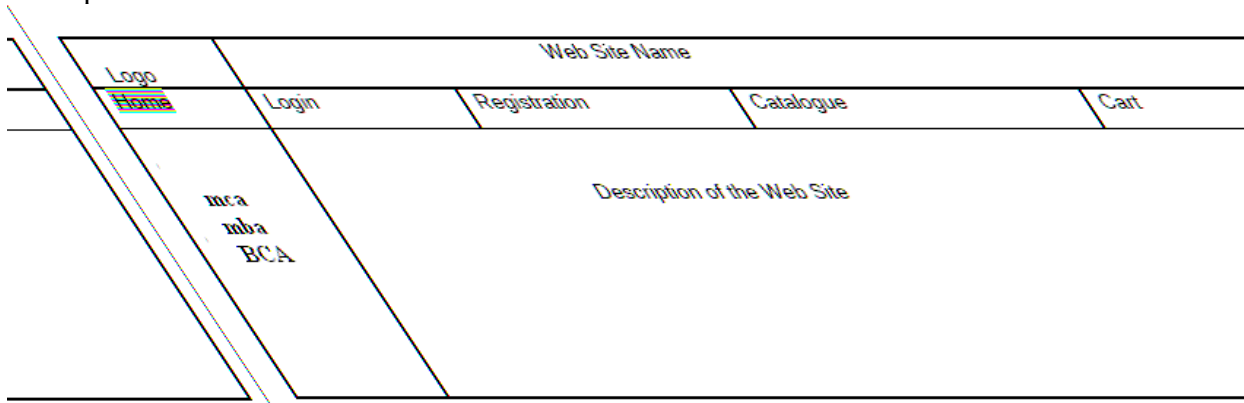 Web Site Name
Logo
Home Login Registration Catalogue Cart
Description of the Web Site
mca
mba
BCA